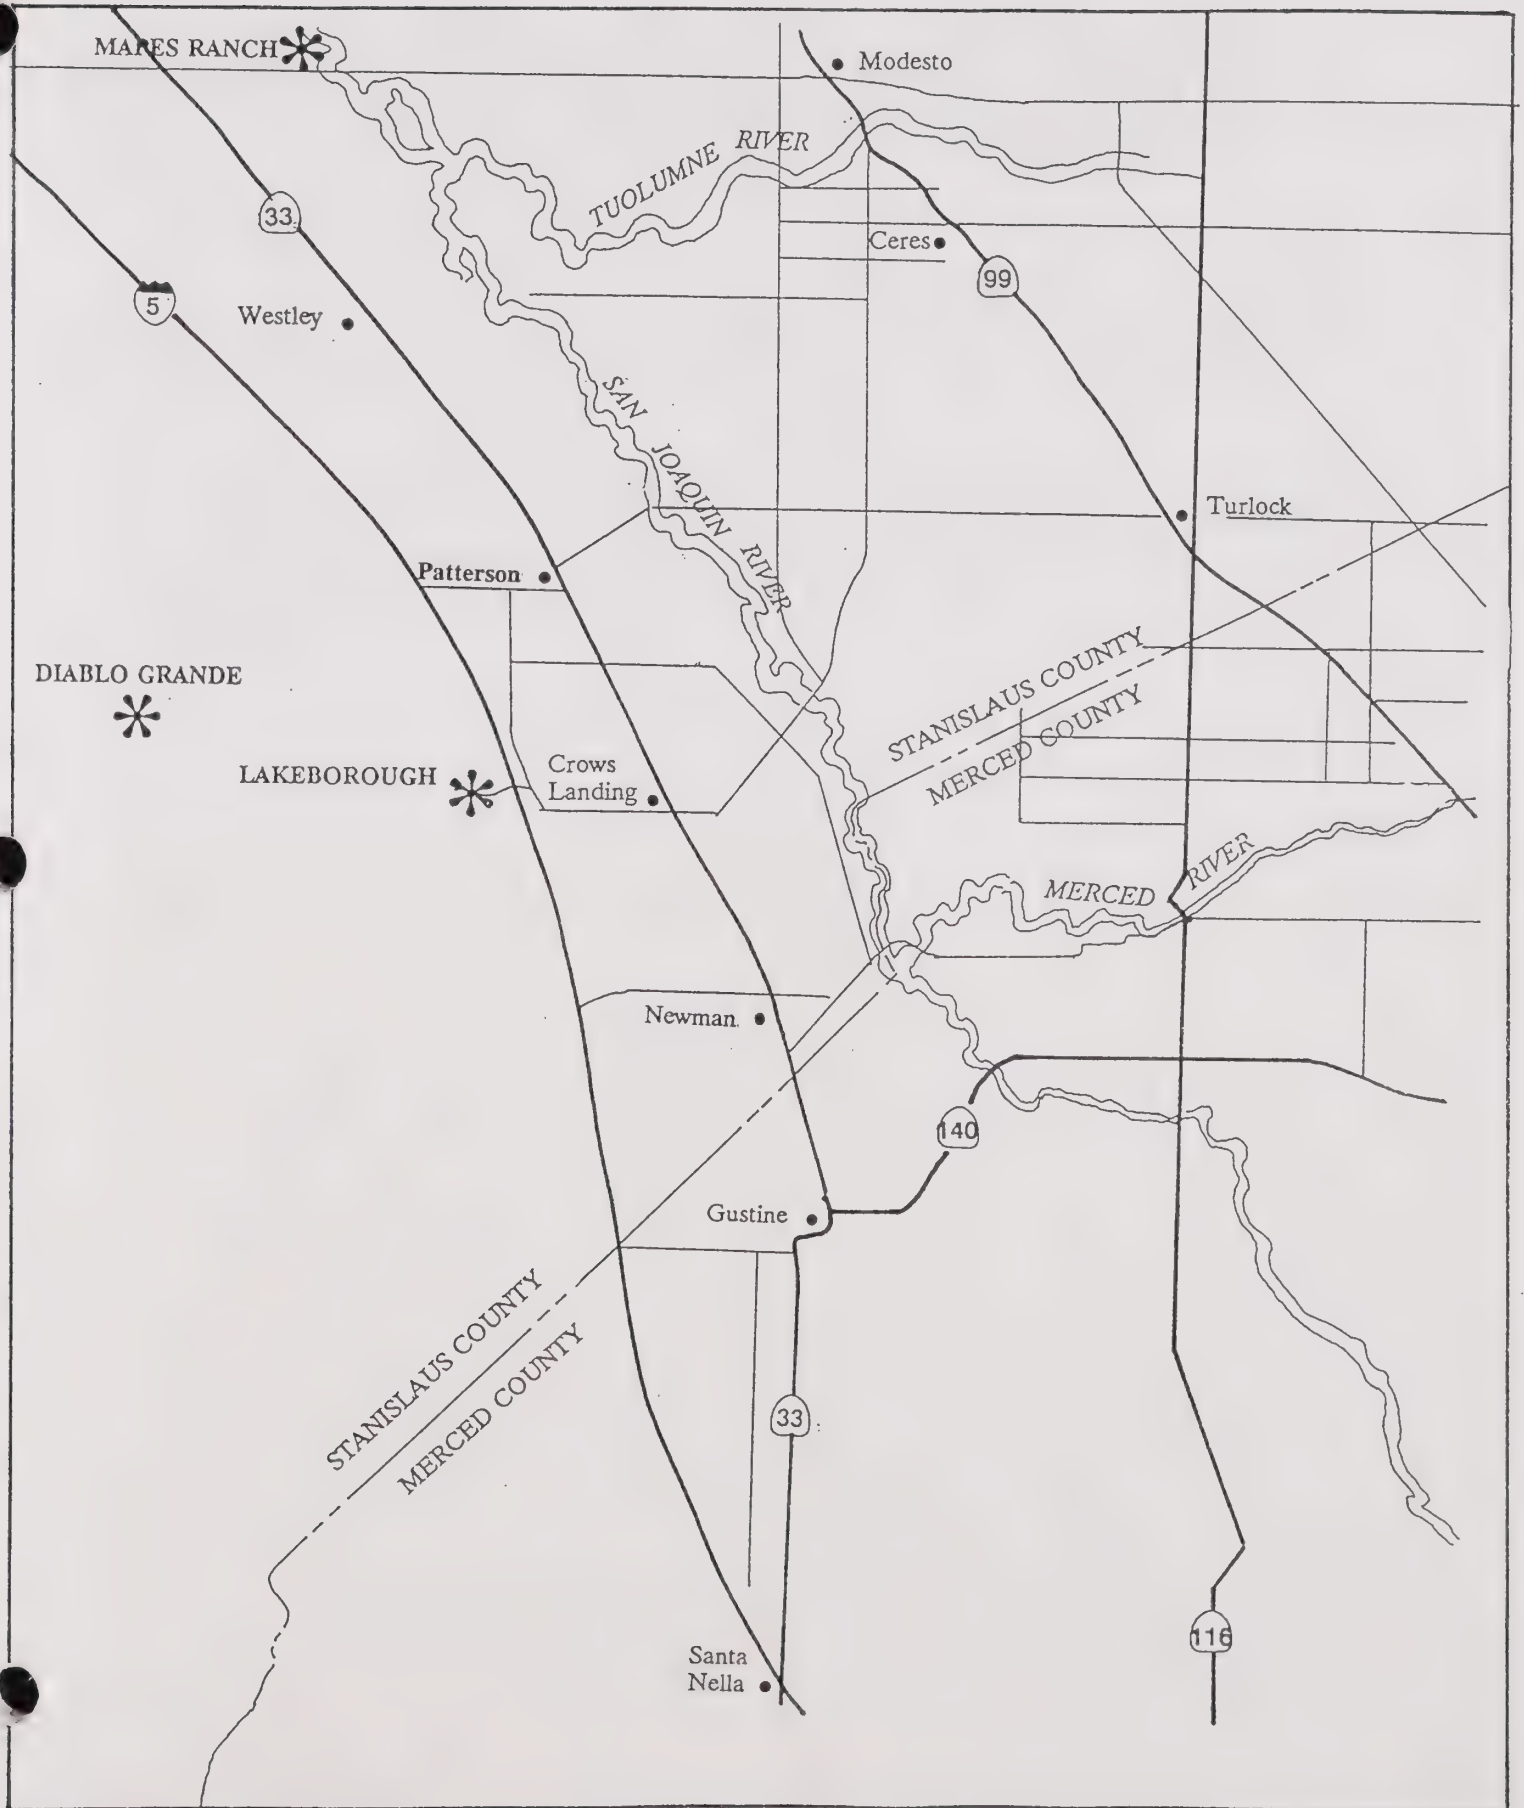 MAPES RANCH
Modesto
TUOLUMNE RIVER
33
Ceres
99
5
Westley
SAN JOAQUIN RIVER
Turlock
Patterson
STANISLAUS COUNTY
MERCED COUNTY
DIABLO GRANDE
LAKEBOROUGH
Crows
Landing
MERCED RIVER
Newman
140
Gustine
STANISLAUS COUNTY
MERCED COUNTY
33
116
Santa
Nella